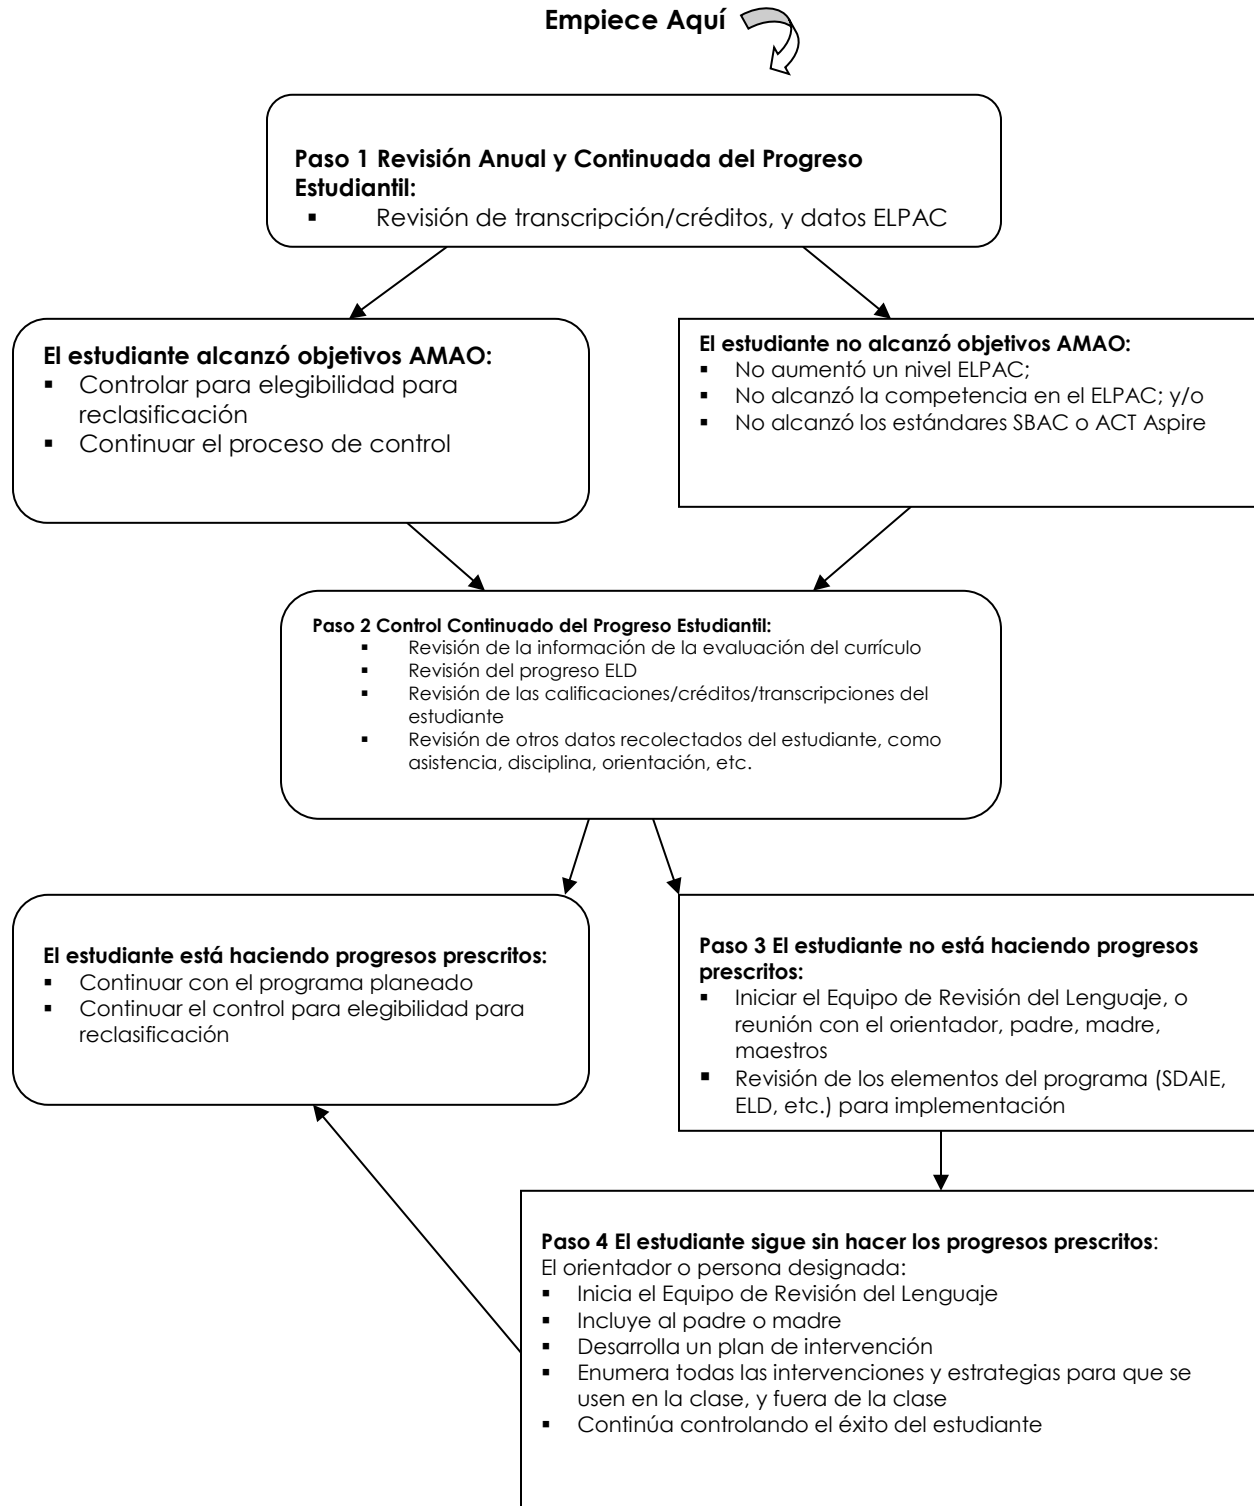 Empiece Aquí
Paso 1 Revisión Anual y Continuada del Progreso
Estudiantil:
▪ Revisión de transcripción/créditos, y datos ELPAC
El estudiante alcanzó objetivos AMAO:
▪ Controlar para elegibilidad para
reclasificación
▪ Continuar el proceso de control
El estudiante no alcanzó objetivos AMAO:
▪ No aumentó un nivel ELPAC;
▪ No alcanzó la competencia en el ELPAC; y/o
▪ No alcanzó los estándares SBAC o ACT Aspire
Paso 2 Control Continuado del Progreso Estudiantil:
▪ Revisión de la información de la evaluación del currículo
▪ Revisión del progreso ELD
▪ Revisión de las calificaciones/créditos/transcripciones del
estudiante
▪ Revisión de otros datos recolectados del estudiante, como
asistencia, disciplina, orientación, etc.
El estudiante está haciendo progresos prescritos:
▪ Continuar con el programa planeado
▪ Continuar el control para elegibilidad para
reclasificación
Paso 3 El estudiante no está haciendo progresos
prescritos:
▪ Iniciar el Equipo de Revisión del Lenguaje, o
reunión con el orientador, padre, madre,
maestros
▪ Revisión de los elementos del programa (SDAIE,
ELD, etc.) para implementación
Paso 4 El estudiante sigue sin hacer los progresos prescritos:
El orientador o persona designada:
▪ Inicia el Equipo de Revisión del Lenguaje
▪ Incluye al padre o madre
▪ Desarrolla un plan de intervención
▪ Enumera todas las intervenciones y estrategias para que se
usen en la clase, y fuera de la clase
▪ Continúa controlando el éxito del estudiante